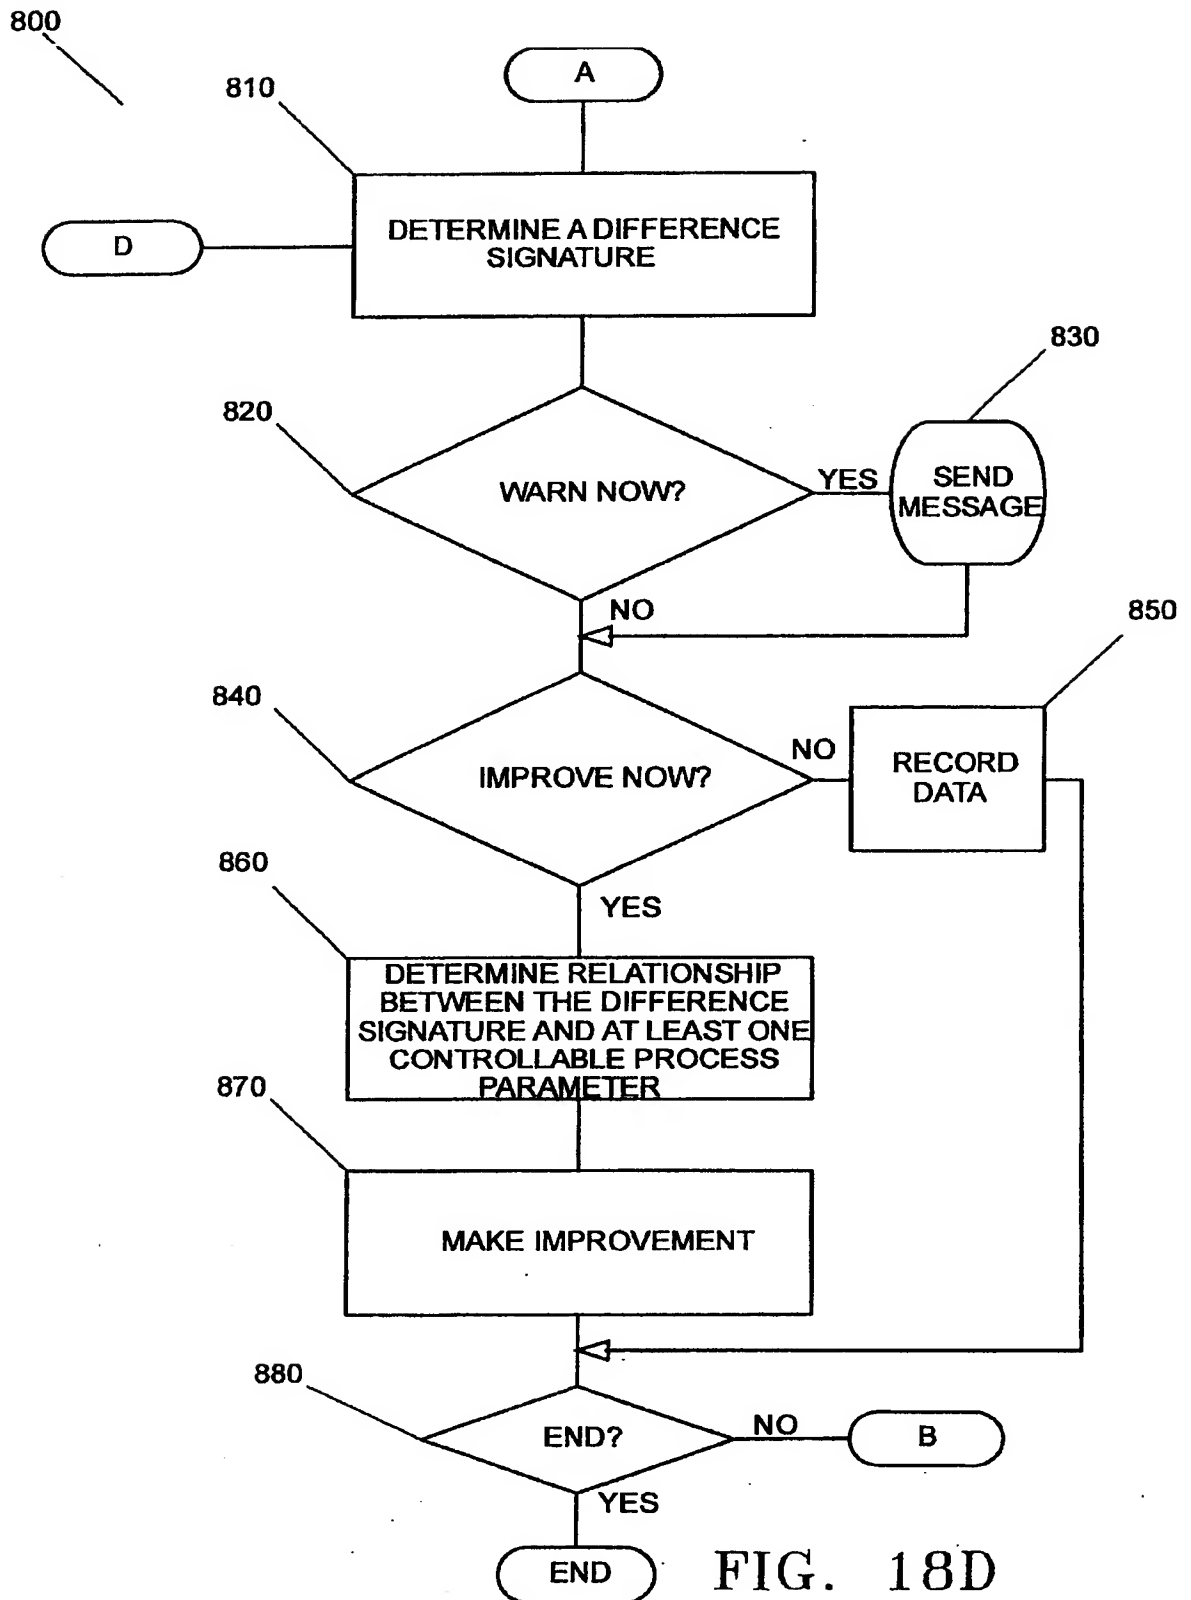 800
A
810
D
DETERMINE A DIFFERENCE
SIGNATURE
830
820
WARN NOW?
YES
SEND
MESSAGE
NO
850
840
IMPROVE NOW?
NO
RECORD
DATA
860
YES
DETERMINE RELATIONSHIP
BETWEEN THE DIFFERENCE
SIGNATURE AND AT LEAST ONE
CONTROLLABLE PROCESS
PARAMETER
870
MAKE IMPROVEMENT
880
END?
NO
B
YES
END
FIG. 18D